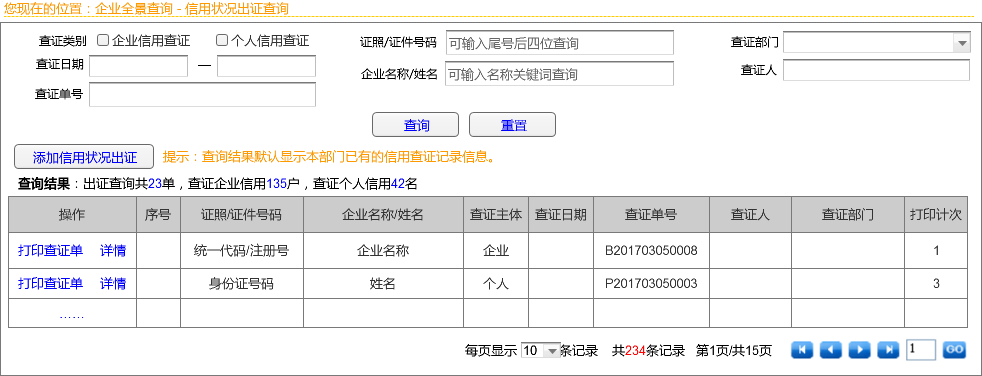 您现在的位置：企业全景查询 - 信用状况出证查询
查证类别 企业信用查证 个人信用查证 证照/证件号码 可输入尾号后四位查询 查证部门
查证日期 — 企业名称/姓名 可输入名称关键词查询 查证人
查证单号
查询 重置
添加信用状况出证 提示：查询结果默认显示本部门已有的信用查证记录信息。
查询结果：出证查询共23单，查证企业信用135户，查证个人信用42名
操作 序号 证照/证件号码 企业名称/姓名 查证主体 查证日期 查证单号 查证人 查证部门 打印计次
打印查证单 详情 统一代码/注册号 企业名称 企业 B201703050008 1
打印查证单 详情 身份证号码 姓名 个人 P201703050003 3
……
每页显示 10 条记录 共234条记录 第1页/共15页 1 GO